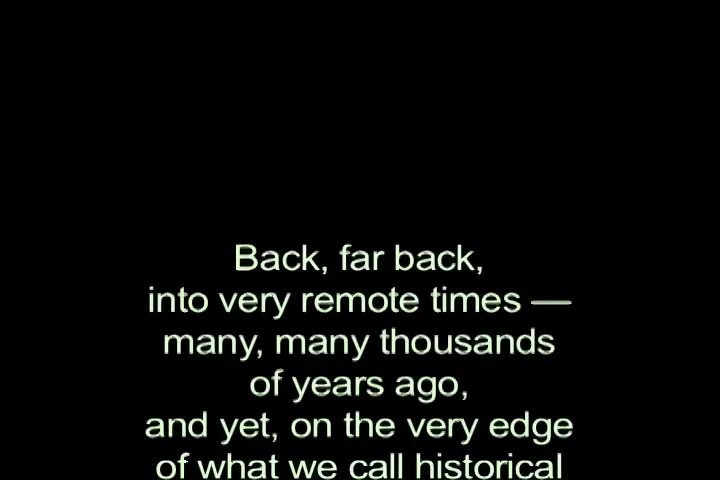 Back, far back,
into very remote times —
many, many thousands
of years ago,
and yet, on the very edge
of what we call historical